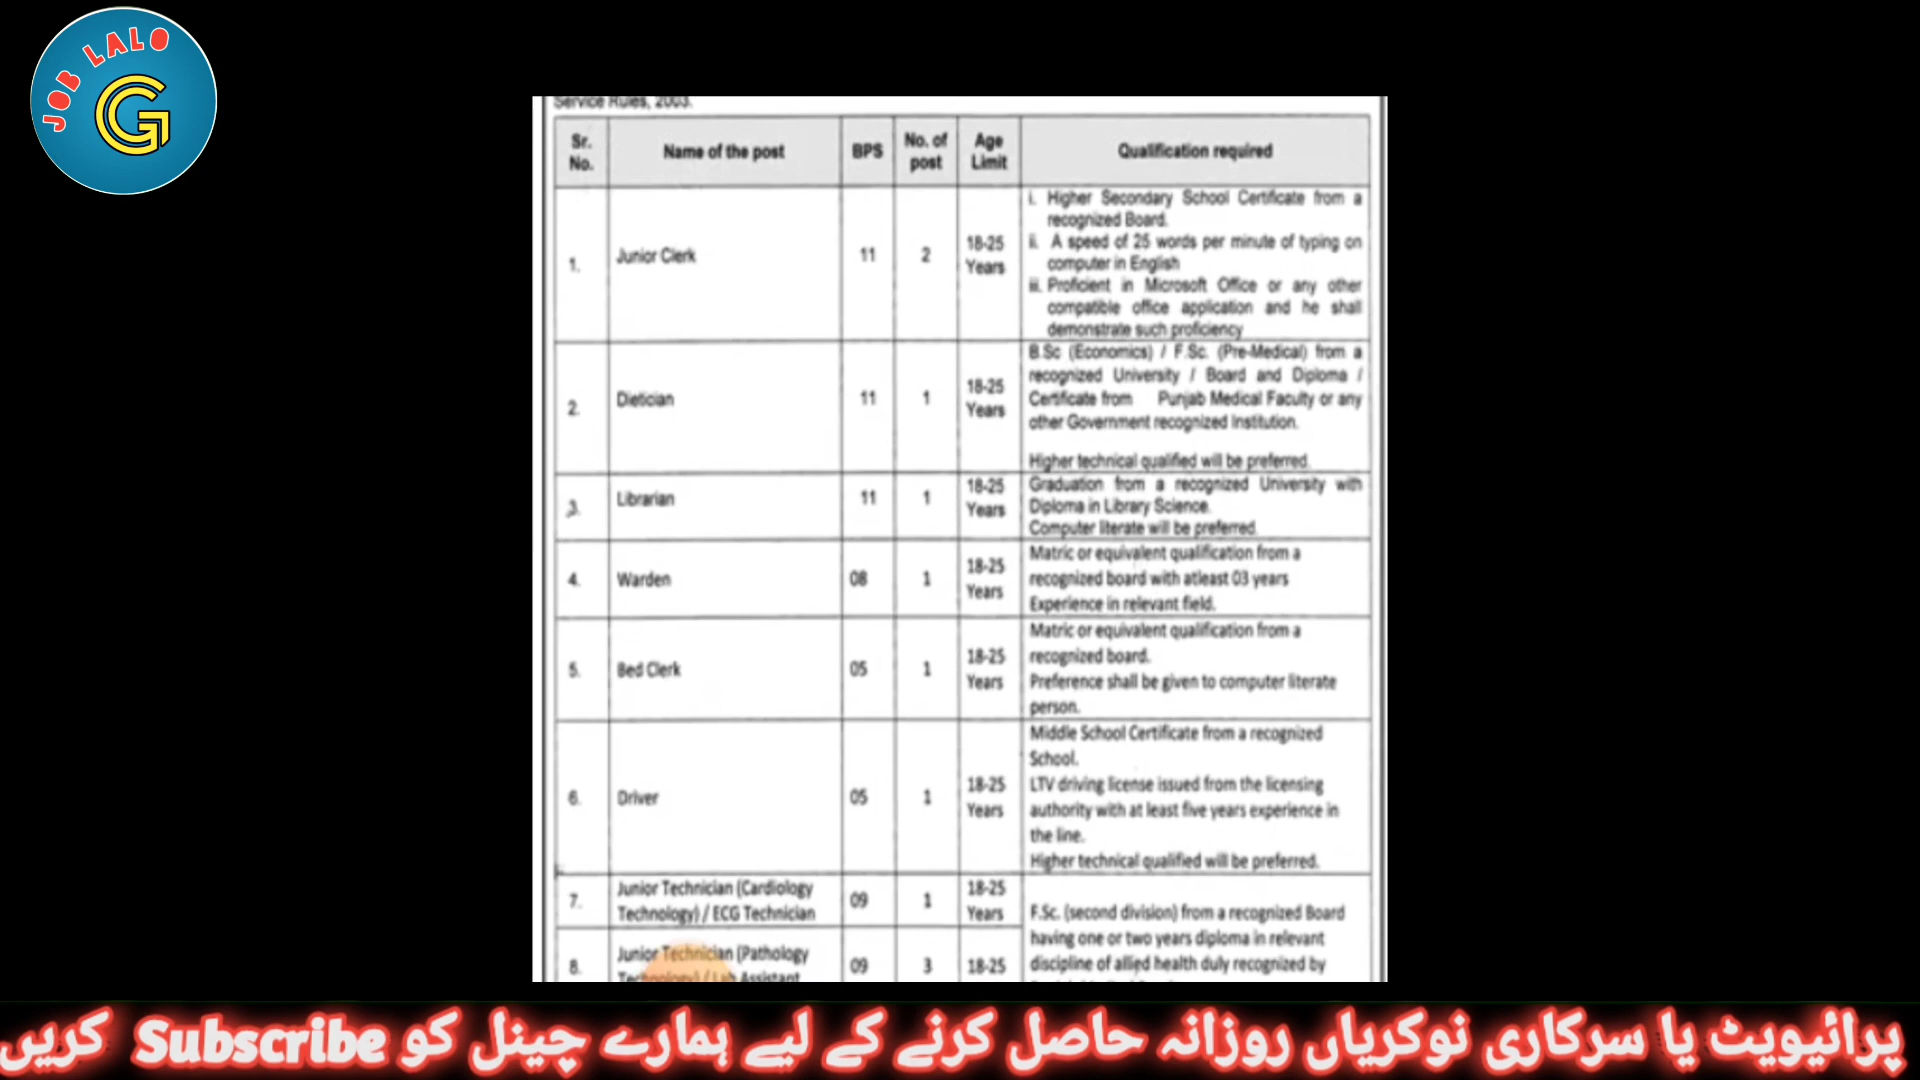 JOB LALO
G
Service Rules, 2003.
Sr. No. Name of the post BPS No. of post Age Limit Qualification required
1. Junior Clerk 11 2 18-25 Years
i. Higher Secondary School Certificate from a
recognized Board.
ii. A speed of 25 words per minute of typing on
computer in English
iii. Proficient in Microsoft Office or any other
compatible office application and he shall
demonstrate such proficiency
2. Dietician 11 1 18-25 Years
B.Sc (Economics) / F.Sc. (Pre-Medical) from a
recognized University / Board and Diploma /
Certificate from Punjab Medical Faculty or any
other Government recognized Institution.
Higher technical qualified will be preferred.
3. Librarian 11 1 18-25 Years
Graduation from a recognized University with
Diploma in Library Science.
Computer literate will be preferred.
4. Warden 08 1 18-25 Years
Matric or equivalent qualification from a
recognized board with atleast 03 years
Experience in relevant field.
5. Bed Clerk 05 1 18-25 Years
Matric or equivalent qualification from a
recognized board.
Preference shall be given to computer literate
person.
6. Driver 05 1 18-25 Years
Middle School Certificate from a recognized
School.
LTV driving license issued from the licensing
authority with at least five years experience in
the line.
Higher technical qualified will be preferred.
7. Junior Technician (Cardiology
Technology) / ECG Technician 09 1 18-25 Years
F.Sc. (second division) from a recognized Board
having one or two years diploma in relevant
discipline of allied health duly recognized by
8. Junior Technician (Pathology
Technology) / Lab Assistant 09 3 18-25
پرائیویٹ یا سرکاری نوکریاں روزانہ حاصل کرنے کے لیے ہمارے چینل کو Subscribe کریں